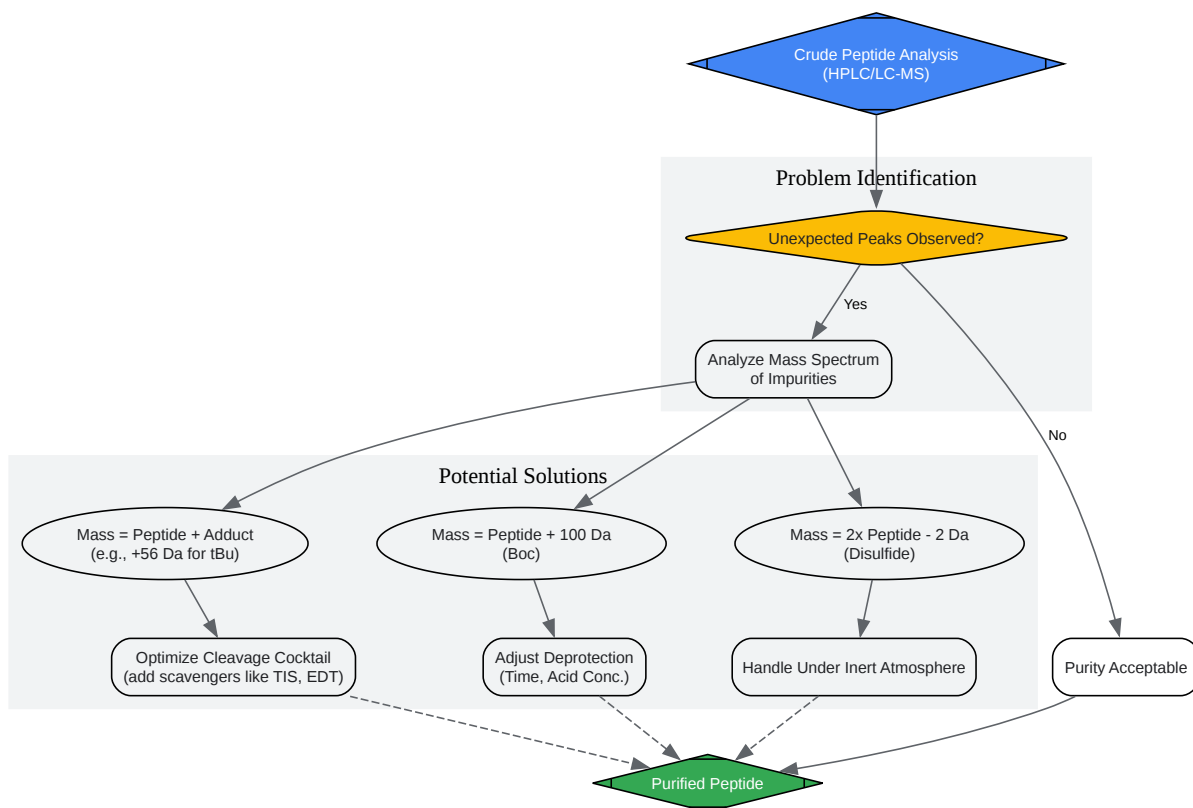 Crude Peptide Analysis
(HPLC/LC-MS)
Problem Identification
Unexpected Peaks Observed?
Yes
Analyze Mass Spectrum
of Impurities
No
Potential Solutions
Mass = Peptide + Adduct
(e.g., +56 Da for tBu)
Mass = Peptide + 100 Da
(Boc)
Mass = 2x Peptide - 2 Da
(Disulfide)
Optimize Cleavage Cocktail
(add scavengers like TIS, EDT)
Adjust Deprotection
(Time, Acid Conc.)
Handle Under Inert Atmosphere
Purity Acceptable
Purified Peptide